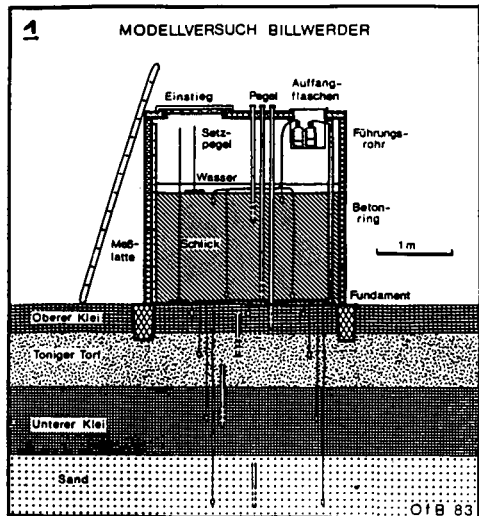 1
MODELLVERSUCH BILLWERDER
Einstieg
Pegel
Auffang-
flaschen
Setz-
pegel
Führungs-
rohr
Wasser
Beton-
ring
Meß-
latte
Schlick
1m
Fundament
Oberer Klei
Toniger Torf
Unterer Klei
Sand
OfB 83